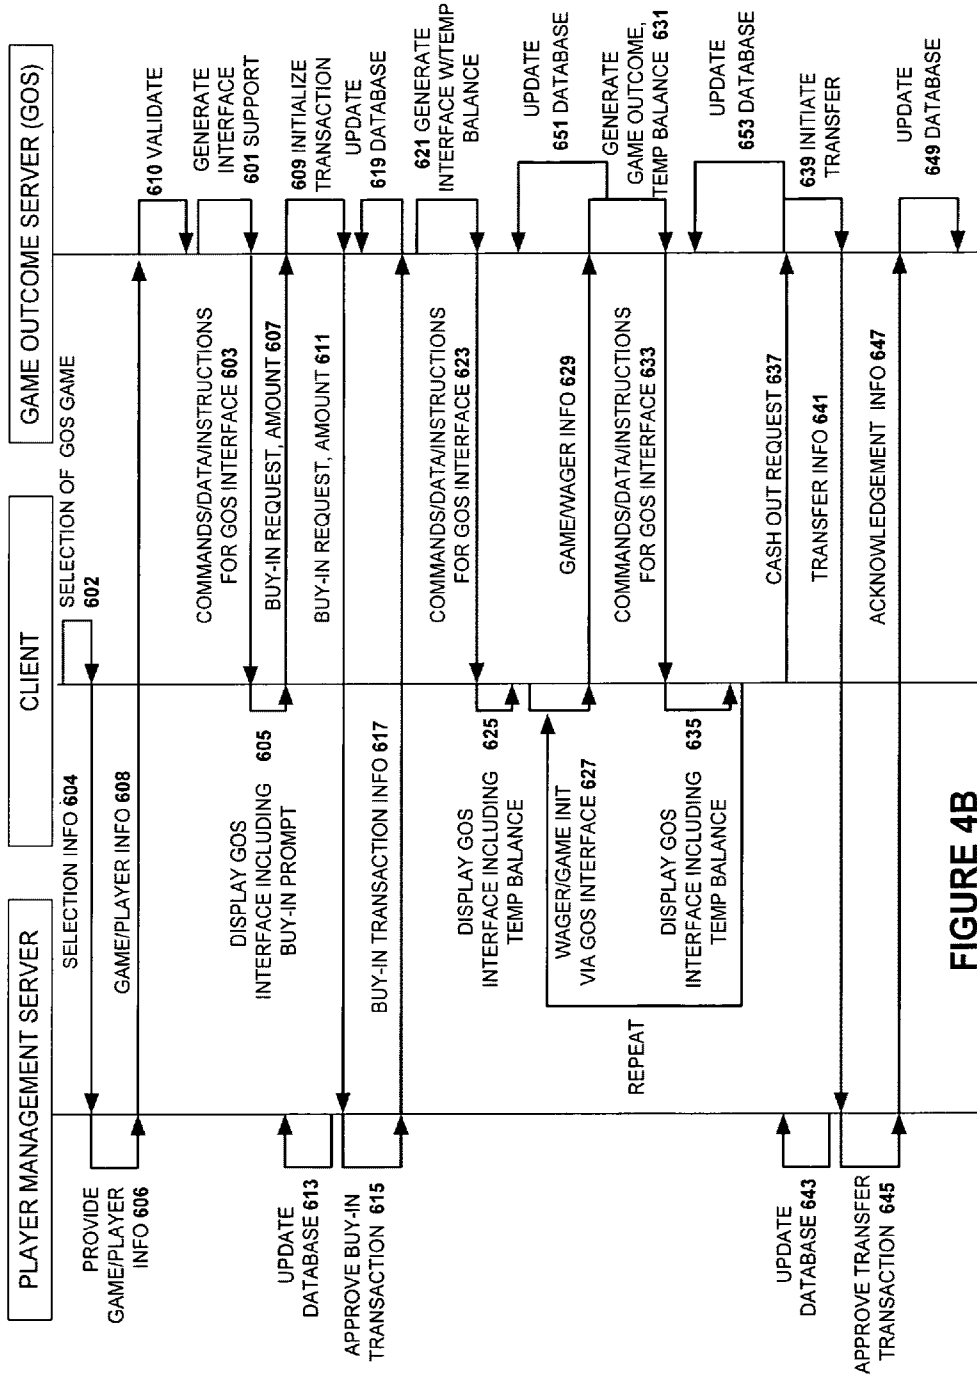 PLAYER MANAGEMENT SERVER
CLIENT
GAME OUTCOME SERVER (GOS)
SELECTION OF GOS GAME
602
SELECTION INFO 604
PROVIDE
GAME/PLAYER
INFO 606
GAME/PLAYER INFO 608
610 VALIDATE
GENERATE
INTERFACE
601 SUPPORT
COMMANDS/DATA/INSTRUCTIONS
FOR GOS INTERFACE 603
DISPLAY GOS
INTERFACE INCLUDING 605
BUY-IN PROMPT
BUY-IN REQUEST, AMOUNT 607
609 INITIALIZE
TRANSACTION
BUY-IN REQUEST, AMOUNT 611
UPDATE
DATABASE 613
APPROVE BUY-IN
TRANSACTION 615
BUY-IN TRANSACTION INFO 617
UPDATE
619 DATABASE
621 GENERATE
INTERFACE W/TEMP
BALANCE
COMMANDS/DATA/INSTRUCTIONS
FOR GOS INTERFACE 623
DISPLAY GOS
INTERFACE INCLUDING 625
TEMP BALANCE
WAGER/GAME INIT
VIA GOS INTERFACE 627
GAME/WAGER INFO 629
UPDATE
651 DATABASE
GENERATE
GAME OUTCOME,
TEMP BALANCE 631
COMMANDS/DATA/INSTRUCTIONS
FOR GOS INTERFACE 633
DISPLAY GOS
INTERFACE INCLUDING 635
TEMP BALANCE
REPEAT
UPDATE
653 DATABASE
CASH OUT REQUEST 637
639 INITIATE
TRANSFER
TRANSFER INFO 641
UPDATE
DATABASE 643
APPROVE TRANSFER
TRANSACTION 645
ACKNOWLEDGEMENT INFO 647
UPDATE
649 DATABASE
FIGURE 4B